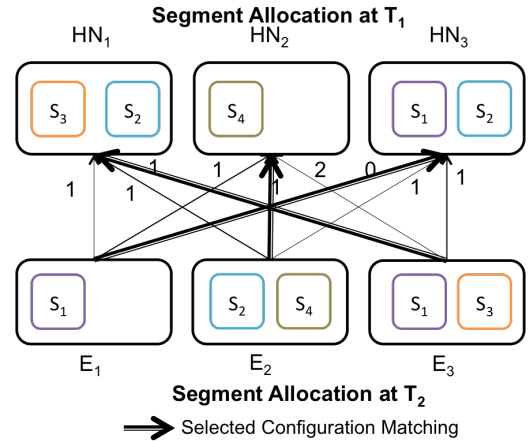 Segment Allocation at T1
HN1 HN2 HN3
S3 S2 S4 S1 S2
1 1 1 1 2 0 1 1 1
S1 S2 S4 S1 S3
E1 E2 E3
Segment Allocation at T2
Selected Configuration Matching